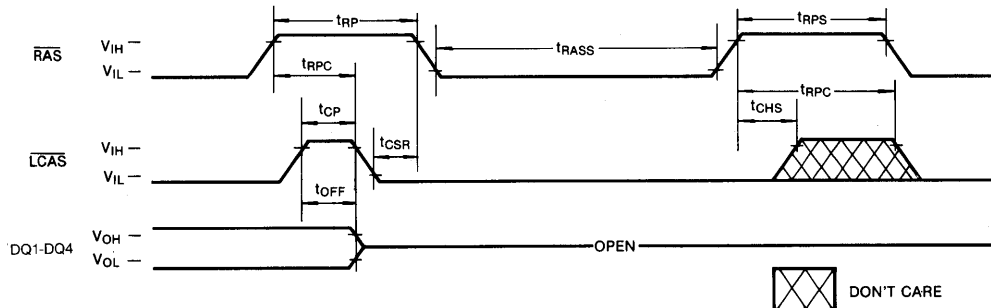 tRP
tRPS
RAS
VIH
VIL
tRASS
tRPC
tRPC
tCP
tCHS
tCSR
LCAS
VIH
VIL
tOFF
DQ1-DQ4
VOH
VOL
OPEN
DON'T CARE